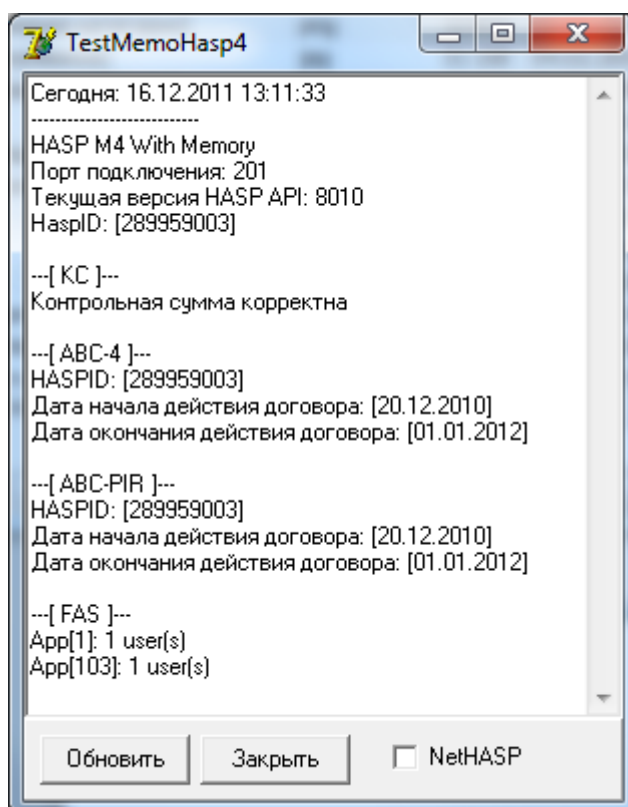 TestMemoHasp4
Сегодня: 16.12.2011 13:11:33
----------------------------
HASP M4 With Memory
Порт подключения: 201
Текущая версия HASP API: 8010
HaspID: [289959003]
---[ КС ]---
Контрольная сумма корректна
---[ ABC-4 ]---
HASPID: [289959003]
Дата начала действия договора: [20.12.2010]
Дата окончания действия договора: [01.01.2012]
---[ ABC-PIR ]---
HASPID: [289959003]
Дата начала действия договора: [20.12.2010]
Дата окончания действия договора: [01.01.2012]
---[ FAS ]---
App[1]: 1 user(s)
App[103]: 1 user(s)
Обновить Закрыть NetHASP